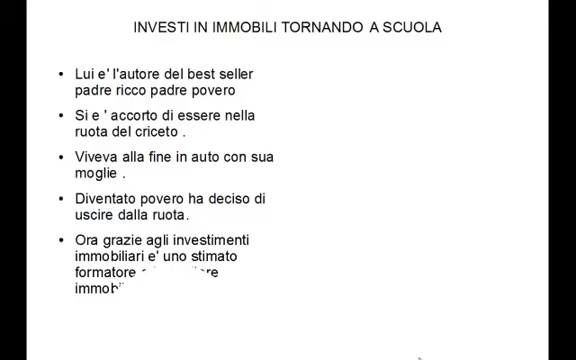 INVESTI IN IMMOBILI TORNANDO A SCUOLA
• Lui e' l'autore del best seller
padre ricco padre povero
• Si e ' accorto di essere nella
ruota del criceto .
• Viveva alla fine in auto con sua
moglie .
• Diventato povero ha deciso di
uscire dalla ruota.
• Ora grazie agli investimenti
immobiliari e' uno stimato
formatore